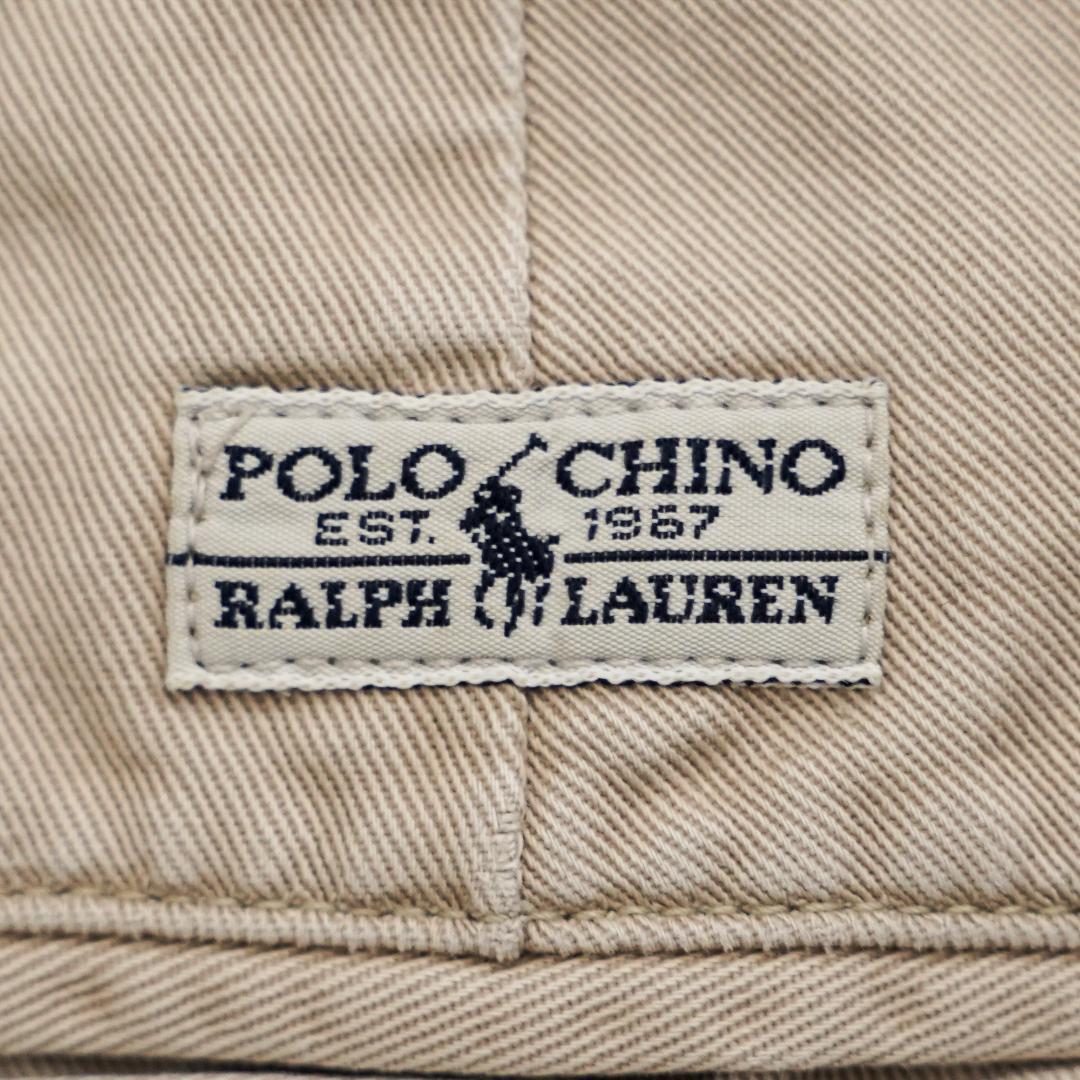 POLO CHINO
EST. 1967
RALPH LAUREN